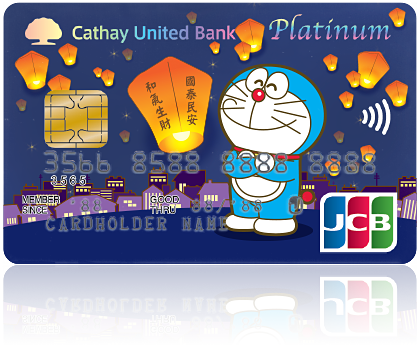 Cathay United Bank Platinum
國泰民安
和氣生財
3566 8588 8888 8888
3565
MEMBER SINCE
'88
GOOD THRU
CARDHOLDER NAME
JCB